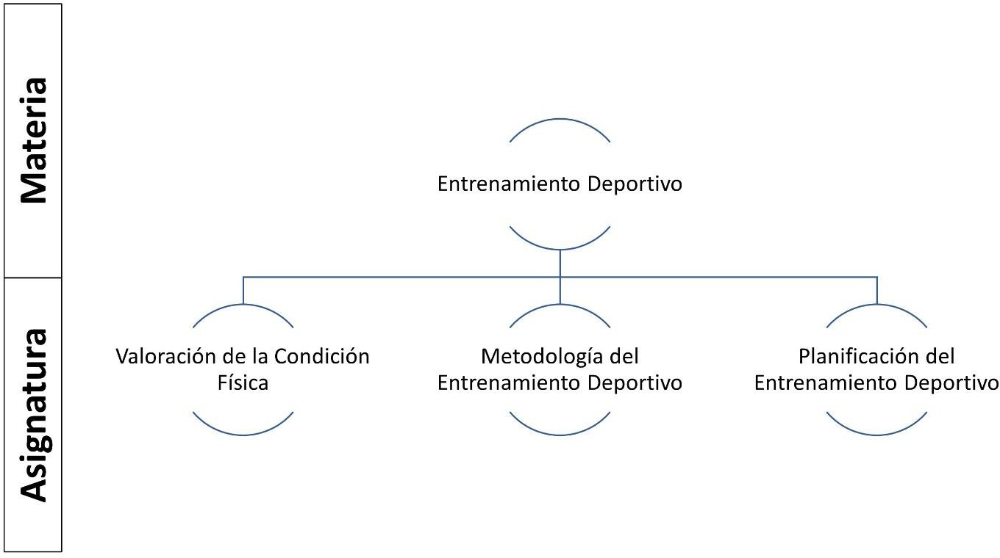 Materia
Entrenamiento Deportivo
Asignatura
Valoración de la Condición
Física
Metodología del
Entrenamiento Deportivo
Planificación del
Entrenamiento Deportivo